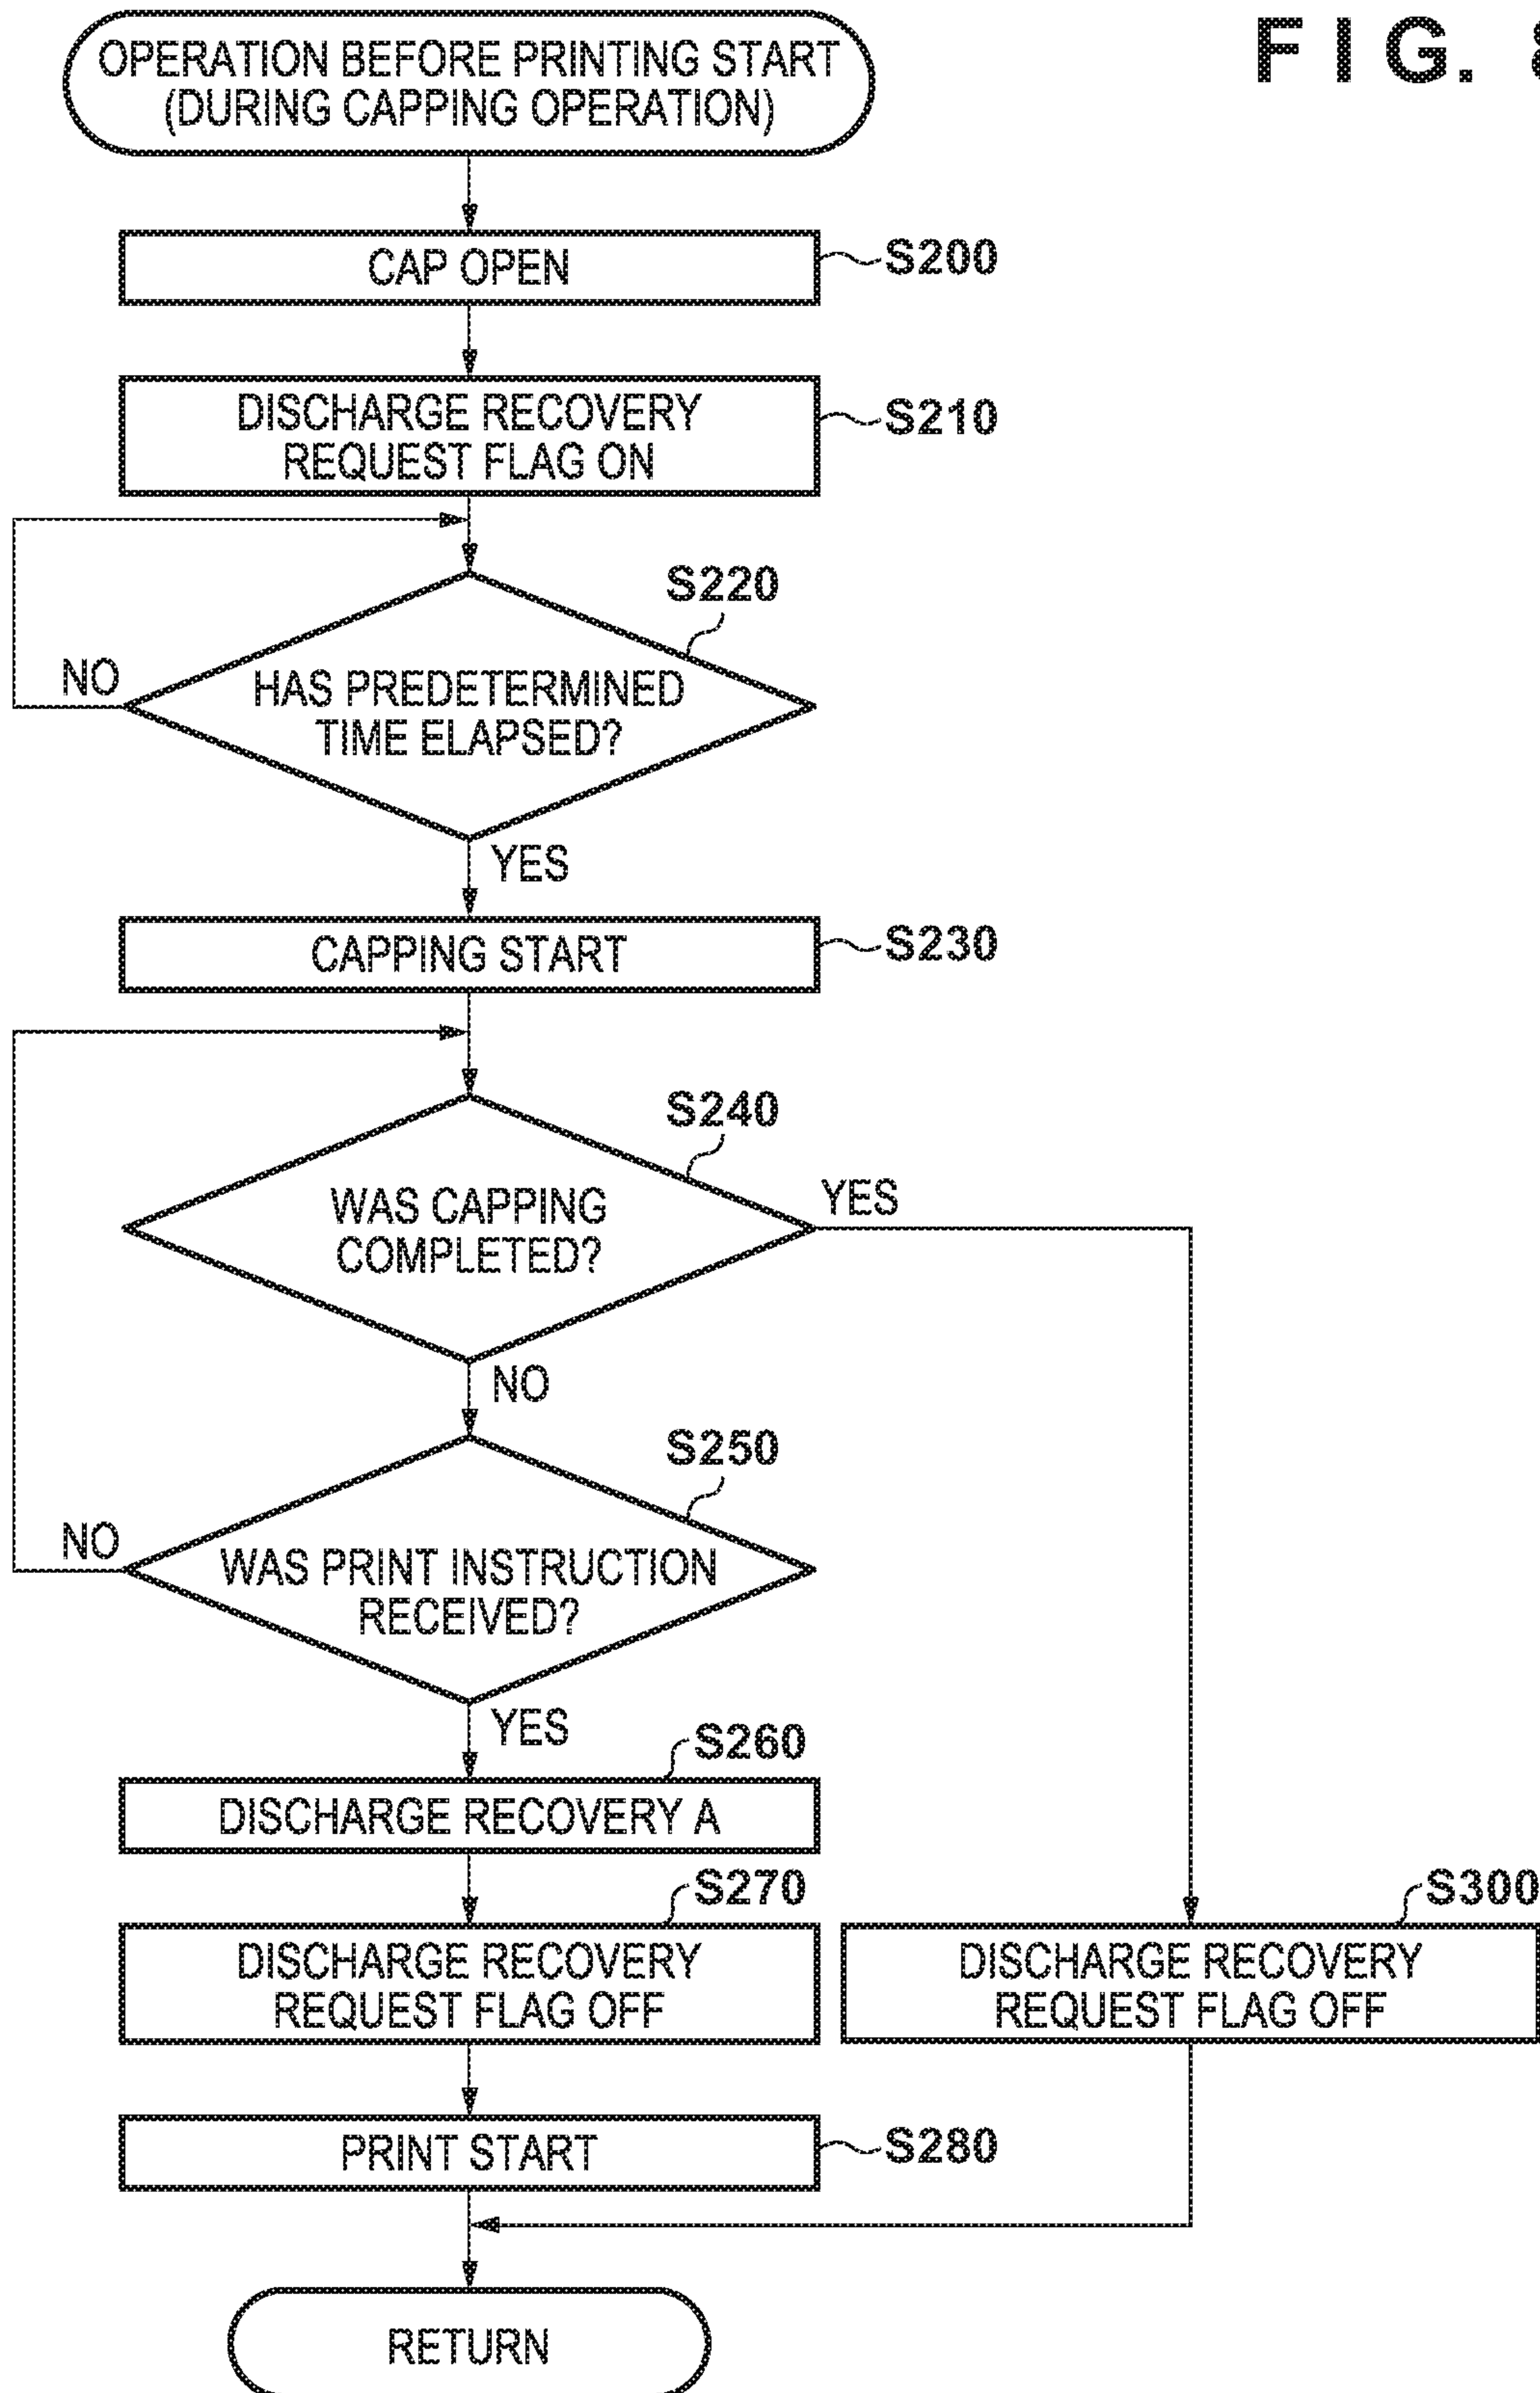 FIG. 8
OPERATION BEFORE PRINTING START
(DURING CAPPING OPERATION)
CAP OPEN
S200
DISCHARGE RECOVERY
REQUEST FLAG ON
S210
S220
NO
HAS PREDETERMINED
TIME ELAPSED?
YES
CAPPING START
S230
S240
WAS CAPPING
COMPLETED?
YES
NO
S250
NO
WAS PRINT INSTRUCTION
RECEIVED?
YES
S260
DISCHARGE RECOVERY A
S270
DISCHARGE RECOVERY
REQUEST FLAG OFF
S300
DISCHARGE RECOVERY
REQUEST FLAG OFF
PRINT START
S280
RETURN